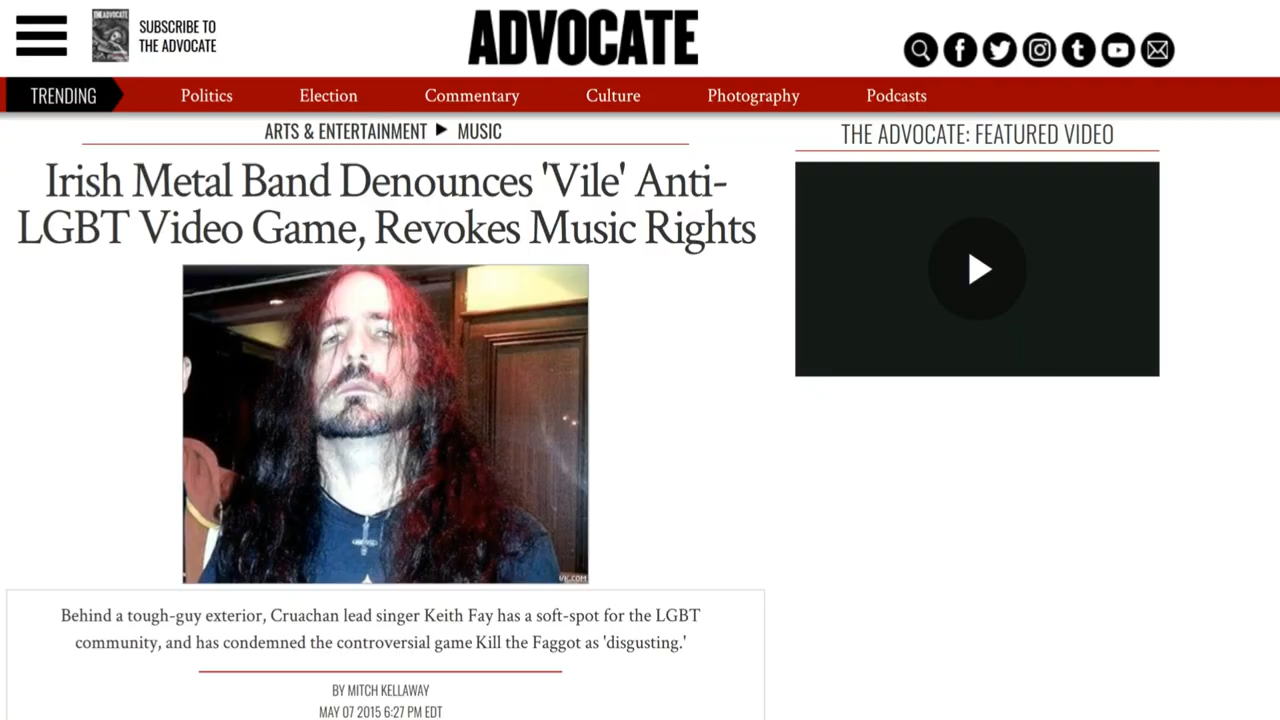 SUBSCRIBE TO
THE ADVOCATE
ADVOCATE
TRENDING
Politics
Election
Commentary
Culture
Photography
Podcasts
ARTS & ENTERTAINMENT ▶ MUSIC
THE ADVOCATE: FEATURED VIDEO
Irish Metal Band Denounces 'Vile' Anti-
LGBT Video Game, Revokes Music Rights
VK.COM
Behind a tough-guy exterior, Cruachan lead singer Keith Fay has a soft-spot for the LGBT
community, and has condemned the controversial game Kill the Faggot as 'disgusting.'
BY MITCH KELLAWAY
MAY 07 2015 6:27 PM EDT